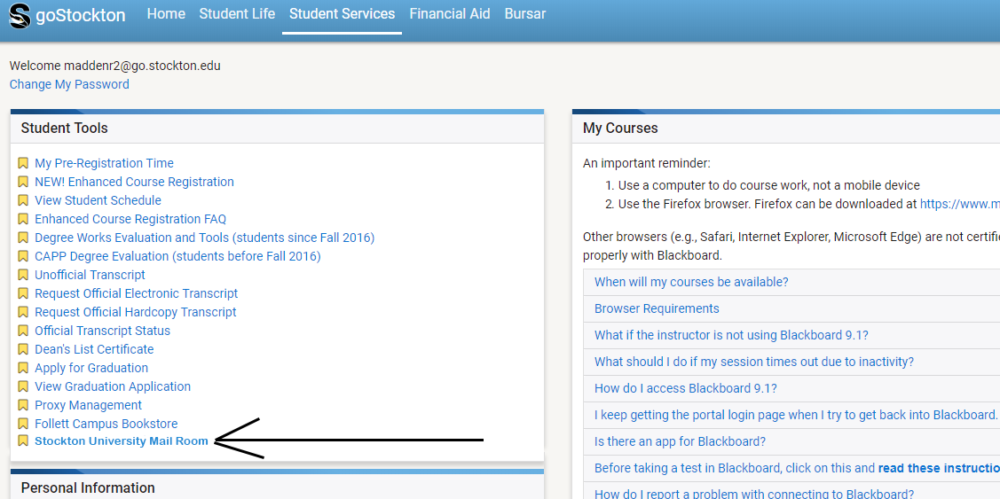 goStockton Home Student Life Student Services Financial Aid Bursar
Welcome maddenr2@go.stockton.edu
Change My Password
Student Tools
My Pre-Registration Time
NEW! Enhanced Course Registration
View Student Schedule
Enhanced Course Registration FAQ
Degree Works Evaluation and Tools (students since Fall 2016)
CAPP Degree Evaluation (students before Fall 2016)
Unofficial Transcript
Request Official Electronic Transcript
Request Official Hardcopy Transcript
Official Transcript Status
Dean's List Certificate
Apply for Graduation
View Graduation Application
Proxy Management
Follett Campus Bookstore
Stockton University Mail Room
Personal Information
My Courses
An important reminder:
1. Use a computer to do course work, not a mobile device
2. Use the Firefox browser. Firefox can be downloaded at https://www.m
Other browsers (e.g., Safari, Internet Explorer, Microsoft Edge) are not certifi
properly with Blackboard.
When will my courses be available?
Browser Requirements
What if the instructor is not using Blackboard 9.1?
What should I do if my session times out due to inactivity?
How do I access Blackboard 9.1?
I keep getting the portal login page when I try to get back into Blackboard.
Is there an app for Blackboard?
Before taking a test in Blackboard, click on this and read these instructio
How do I report a problem with connecting to Blackboard?